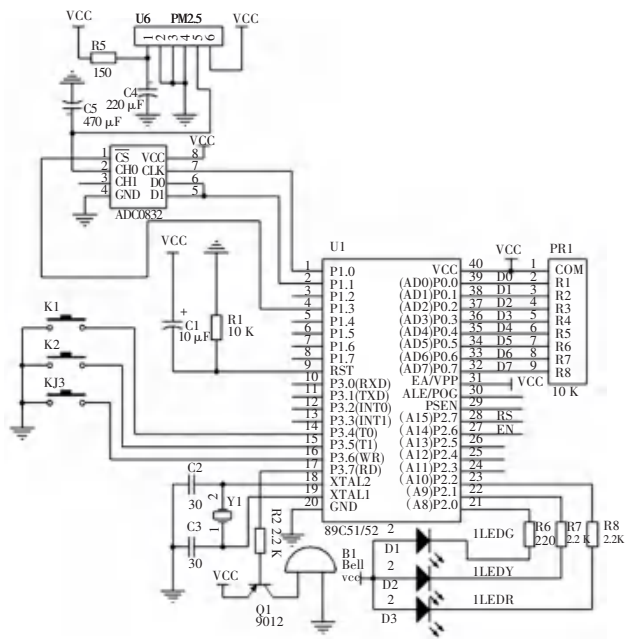 U6 PM2.5
VCC VCC
1 2 3 4 5 6
R5
150
C4
220 μF
C5
470 μF
VCC
1 CS VCC 8
2 CH0 CLK 7
3 CH1 D0 6
4 GND D1 5
ADC0832
VCC
C1
10 μF
+
R1
10 K
K1
K2
KJ3
U1
1 P1.0
2 P1.1
3 P1.2
4 P1.3
5 P1.4
6 P1.5
7 P1.6
8 P1.7
9 RST
10 P3.0(RXD)
11 P3.1(TXD)
12 P3.2(INT0)
13 P3.3(INT1)
14 P3.4(T0)
15 P3.5(T1)
16 P3.6(WR)
17 P3.7(RD)
18 XTAL2
19 XTAL1
20 GND
VCC 40
(AD0)P0.0 39 D0
(AD1)P0.1 38 D1
(AD2)P0.2 37 D2
(AD3)P0.3 36 D3
(AD4)P0.4 35 D4
(AD5)P0.5 34 D5
(AD6)P0.6 33 D6
(AD7)P0.7 32 D7
EA/VPP 31 VCC
ALE/POG 30
PSEN 29
(A15)P2.7 28 RS
(A14)P2.6 27 EN
(A13)P2.5 26
(A12)P2.4 25
(A11)P2.3 24
(A10)P2.2 23
(A9)P2.1 22
(A8)P2.0 21
89C51/52
VCC
PR1
1 COM
2 R1
3 R2
4 R3
5 R4
6 R5
7 R6
8 R7
9 R8
10 K
C2
30
C3
30
2
Y1
1
R2 2.2 K
VCC
Q1
9012
B1
Bell
vcc
2
D1
2
D2
2
D3
1LEDG
1LEDY
1LEDR
R6
220
R7
2.2 K
R8
2.2K